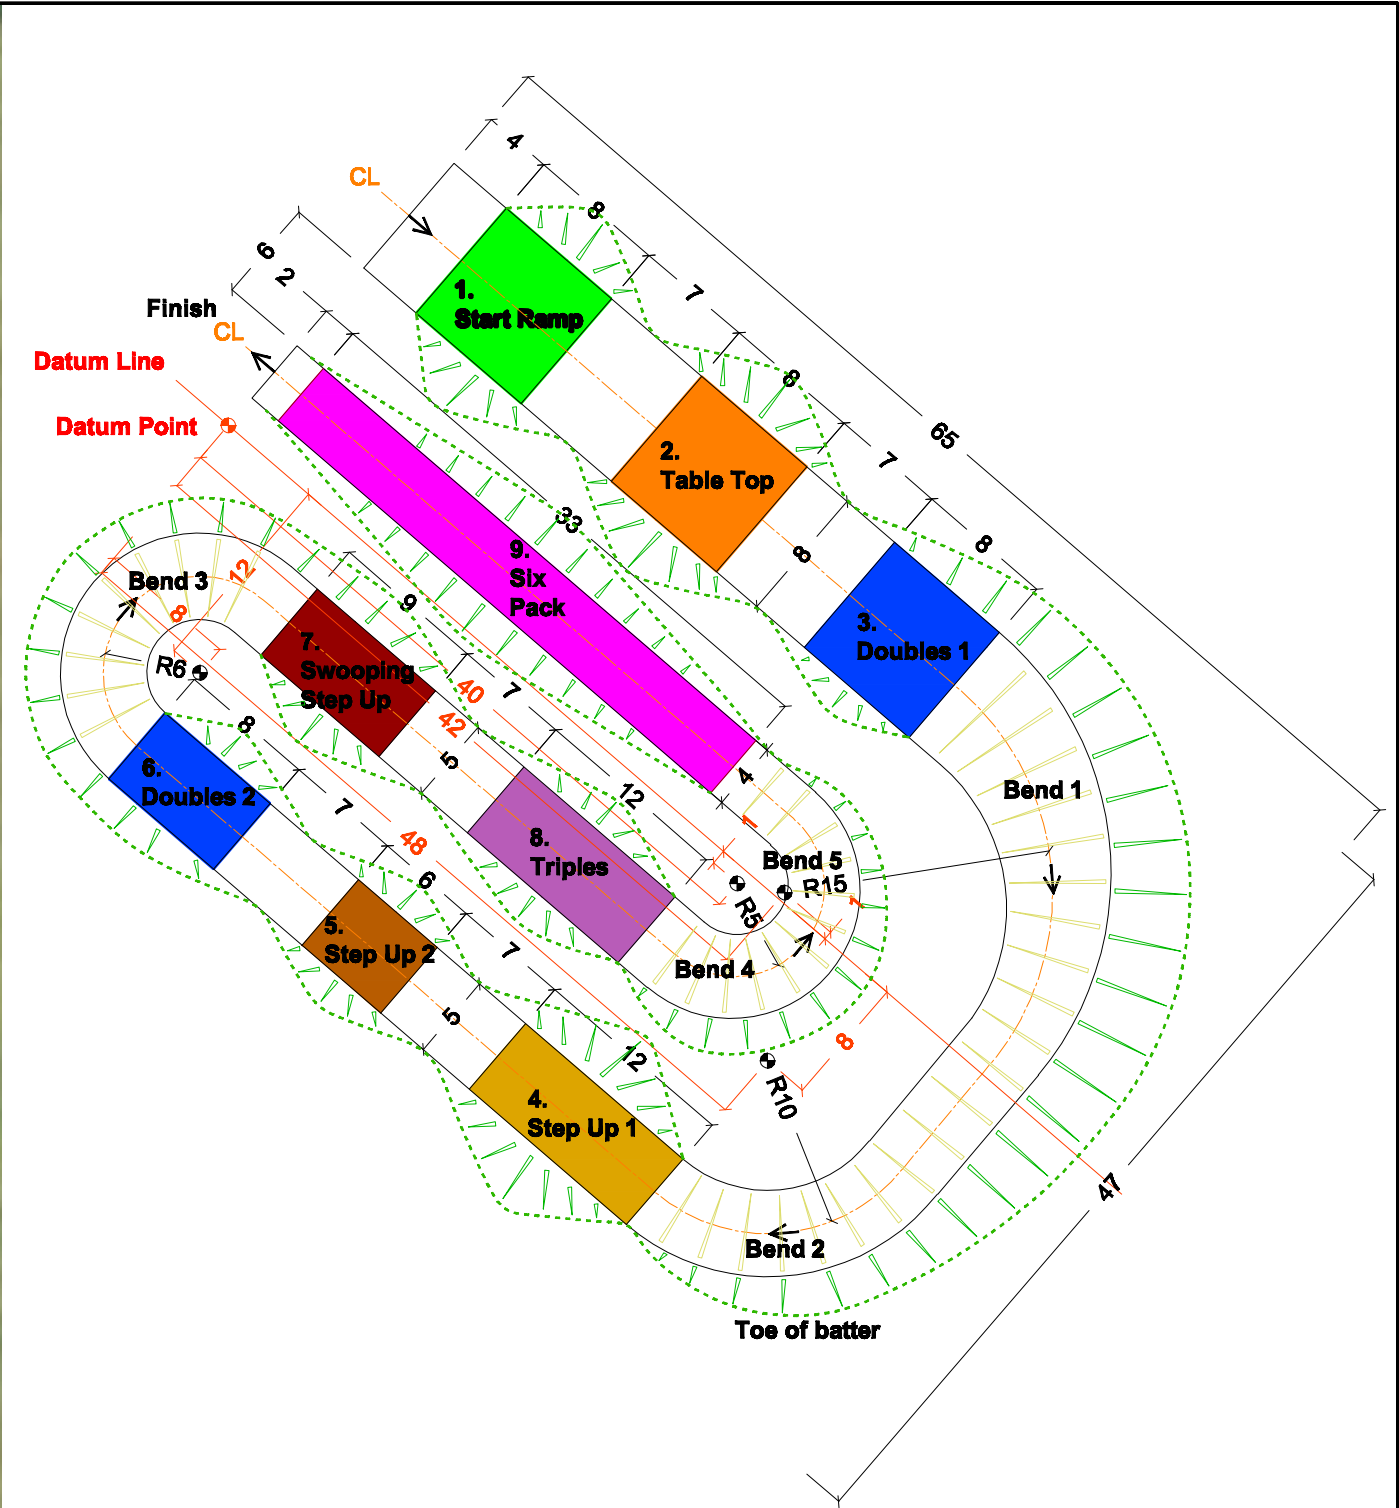 4
CL
8
6
2
7
1.
Start Ramp
Finish
CL
Datum Line
8
65
Datum Point
2.
Table Top
7
33
8
8
9.
Six
Pack
12
Bend 3
9
8
3.
Doubles 1
7.
Swooping
Step Up
R6
40
7
42
8
5
6.
Doubles 2
4
Bend 1
12
7
48
1
8.
Triples
Bend 5
R15
6
R5
1
5.
Step Up 2
7
Bend 4
5
8
12
R10
4.
Step Up 1
47
Bend 2
Toe of batter